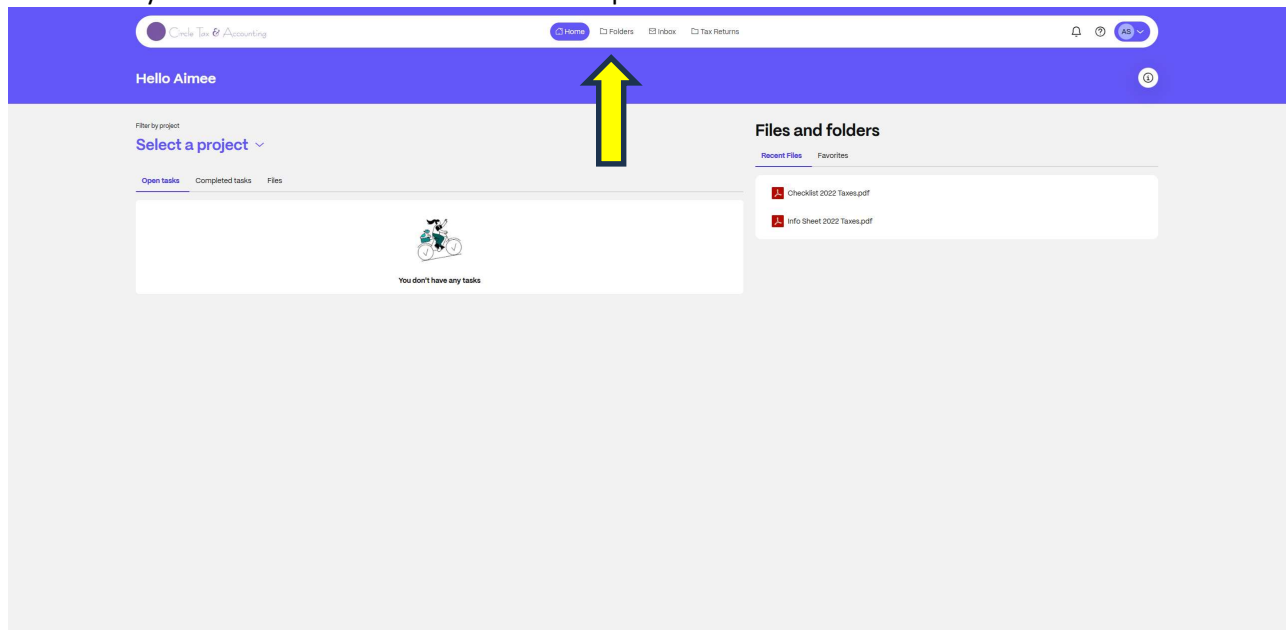 Circle Tax & Accounting
Home Folders Inbox Tax Returns
AS
Hello Aimee
Filter by project
Select a project
Open tasks Completed tasks Files
You don't have any tasks
Files and folders
Recent Files Favorites
Checklist 2022 Taxes.pdf
Info Sheet 2022 Taxes.pdf